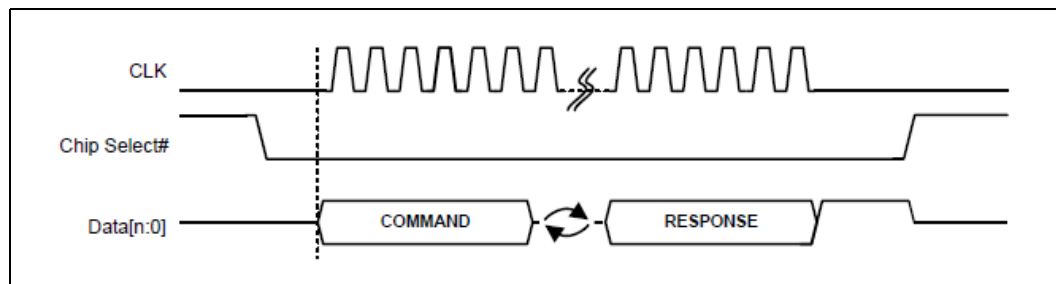 CLK
Chip Select#
Data[n:0]
COMMAND
RESPONSE